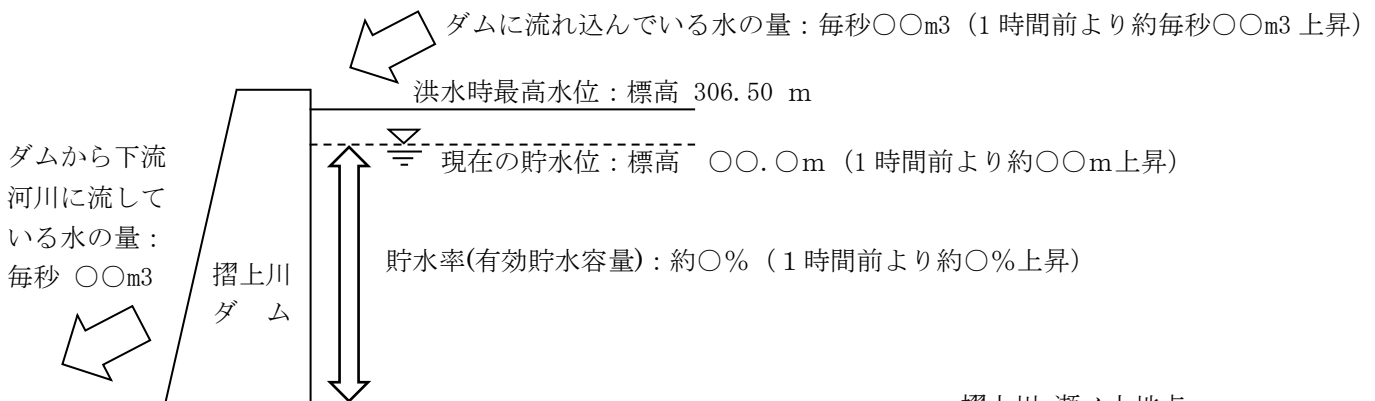 ダムに流れ込んでいる水の量：毎秒○○m3（1時間前より約毎秒○○m3上昇）
洪水時最高水位：標高 306.50 m
現在の貯水位：標高　○○.○m（1時間前より約○○m上昇）
ダムから下流
河川に流して
いる水の量：
毎秒 ○○m3
貯水率(有効貯水容量)：約○%（１時間前より約○%上昇）
摺上川
ダ　ム